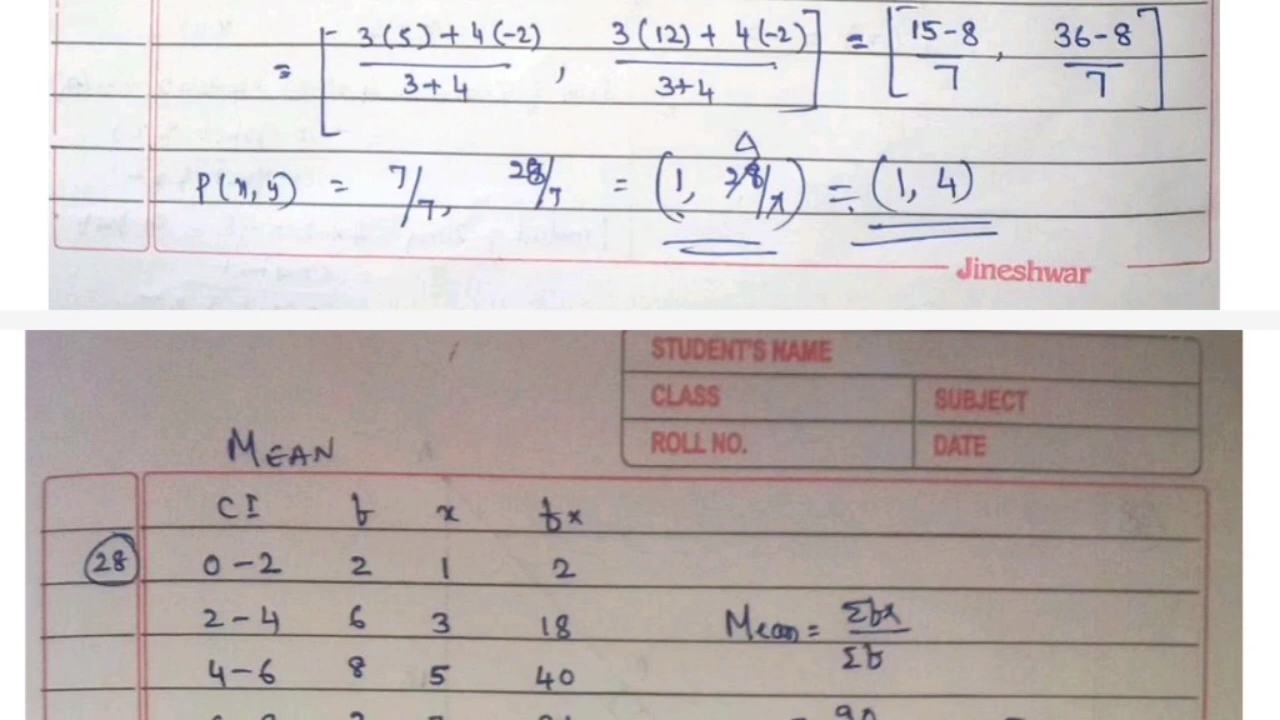 = [ 3(5)+4(-2) / 3+4 , 3(12)+4(-2) / 3+4 ] = [ 15-8 / 7 , 36-8 / 7 ]
P(x,y) = 7/7, 28/7 = (1, 28/7) = (1, 4)
4
Jineshwar
STUDENT'S NAME
CLASS SUBJECT
ROLL NO. DATE
MEAN
CI f x fx
28 0-2 2 1 2
2-4 6 3 18 Mean = Σfx / Σf
4-6 8 5 40
90